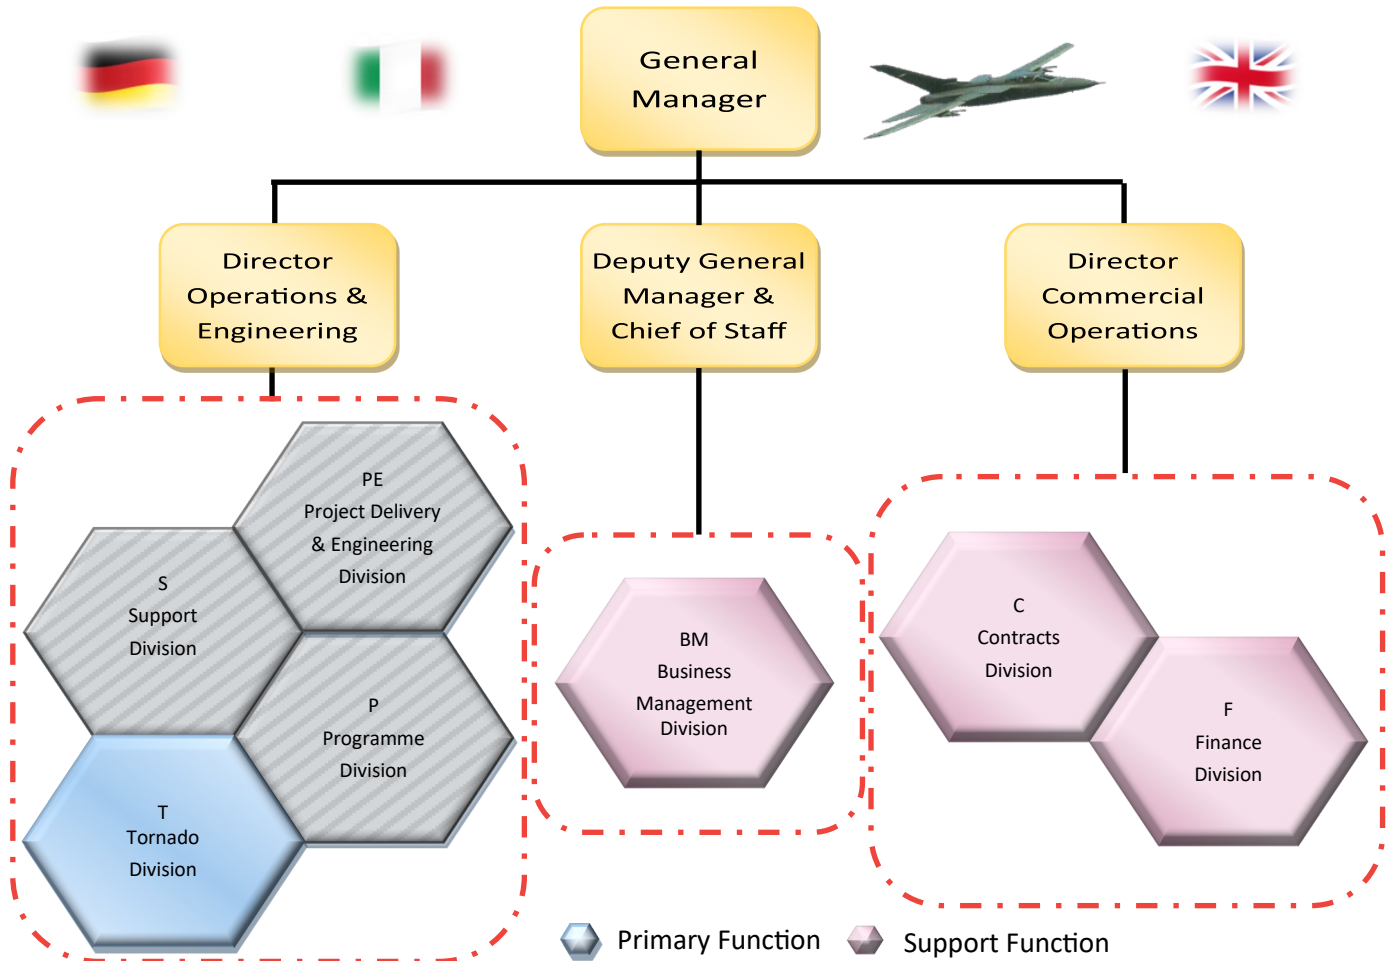 General
Manager
Director
Operations &
Engineering
Deputy General
Manager &
Chief of Staff
Director
Commercial
Operations
PE
Project Delivery
& Engineering
Division
S
Support
Division
P
Programme
Division
T
Tornado
Division
BM
Business
Management
Division
C
Contracts
Division
F
Finance
Division
Primary Function
Support Function